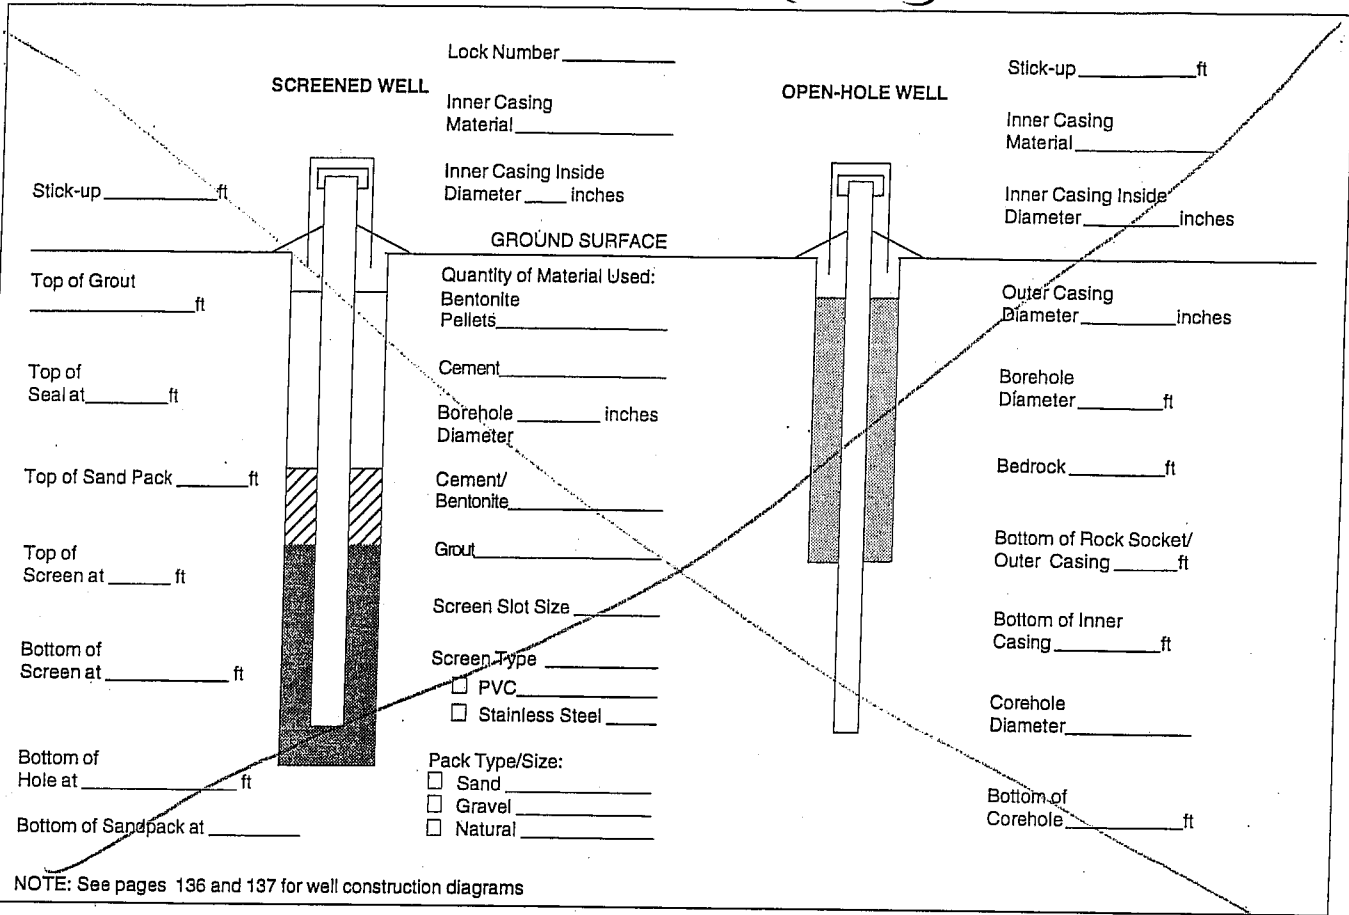 SCREENED WELL
Stick-up ft
Top of Grout
ft
Top of
Seal at ft
Top of Sand Pack ft
Top of
Screen at ft
Bottom of
Screen at ft
Bottom of
Hole at ft
Bottom of Sandpack at
Lock Number
Inner Casing
Material
Inner Casing Inside
Diameter inches
GROUND SURFACE
Quantity of Material Used:
Bentonite
Pellets
Cement
Borehole inches
Diameter
Cement/
Bentonite
Grout
Screen Slot Size
Screen Type
PVC
Stainless Steel
Pack Type/Size:
Sand
Gravel
Natural
OPEN-HOLE WELL
Stick-up ft
Inner Casing
Material
Inner Casing Inside
Diameter inches
Outer Casing
Diameter inches
Borehole
Diameter ft
Bedrock ft
Bottom of Rock Socket/
Outer Casing ft
Bottom of Inner
Casing ft
Corehole
Diameter
Bottom of
Corehole ft
NOTE: See pages 136 and 137 for well construction diagrams